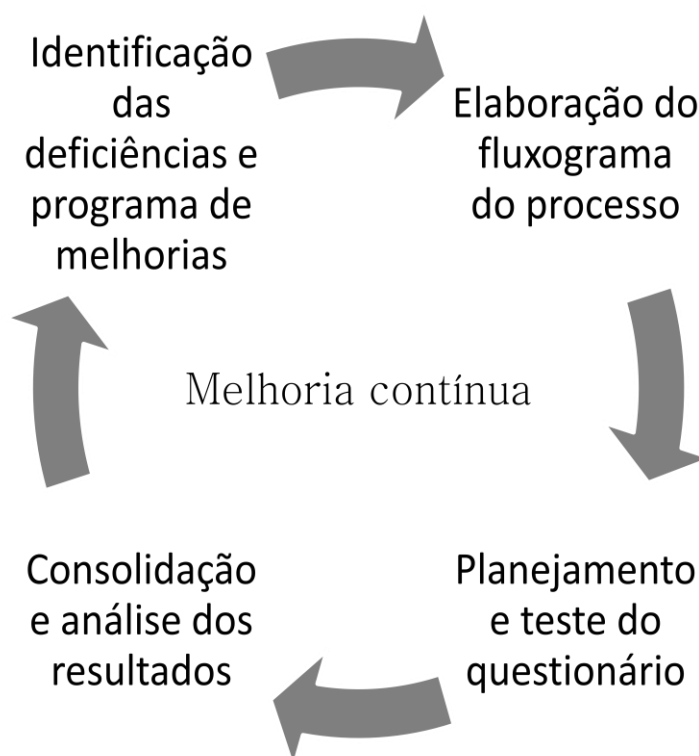 Identificação
das
deficiências e
programa de
melhorias
Elaboração do
fluxograma
do processo
Melhoria contínua
Consolidação
e análise dos
resultados
Planejamento
e teste do
questionário